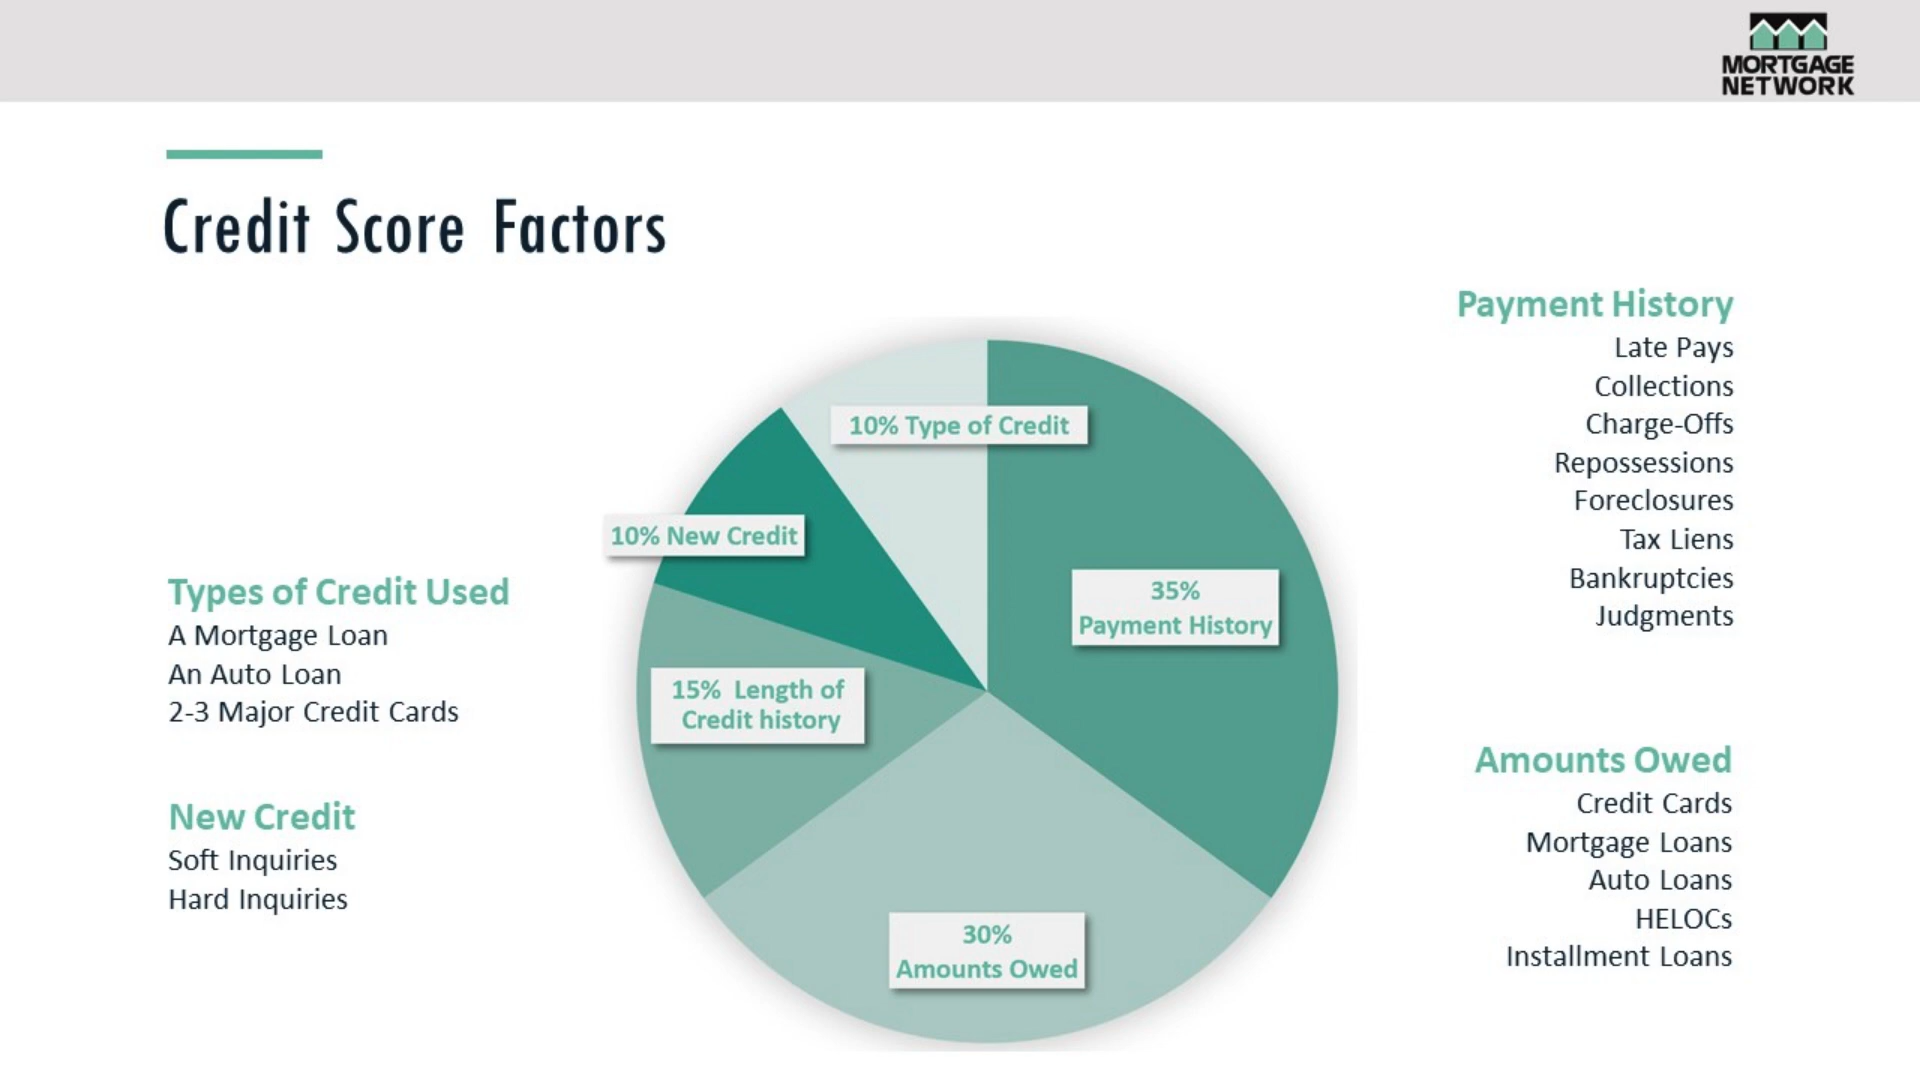 MORTGAGE
NETWORK
Credit Score Factors
Payment History
Late Pays
Collections
Charge-Offs
Repossessions
Foreclosures
Tax Liens
Bankruptcies
Judgments
10% Type of Credit
10% New Credit
35%
Payment History
15% Length of
Credit history
30%
Amounts Owed
Types of Credit Used
A Mortgage Loan
An Auto Loan
2-3 Major Credit Cards
New Credit
Soft Inquiries
Hard Inquiries
Amounts Owed
Credit Cards
Mortgage Loans
Auto Loans
HELOCs
Installment Loans